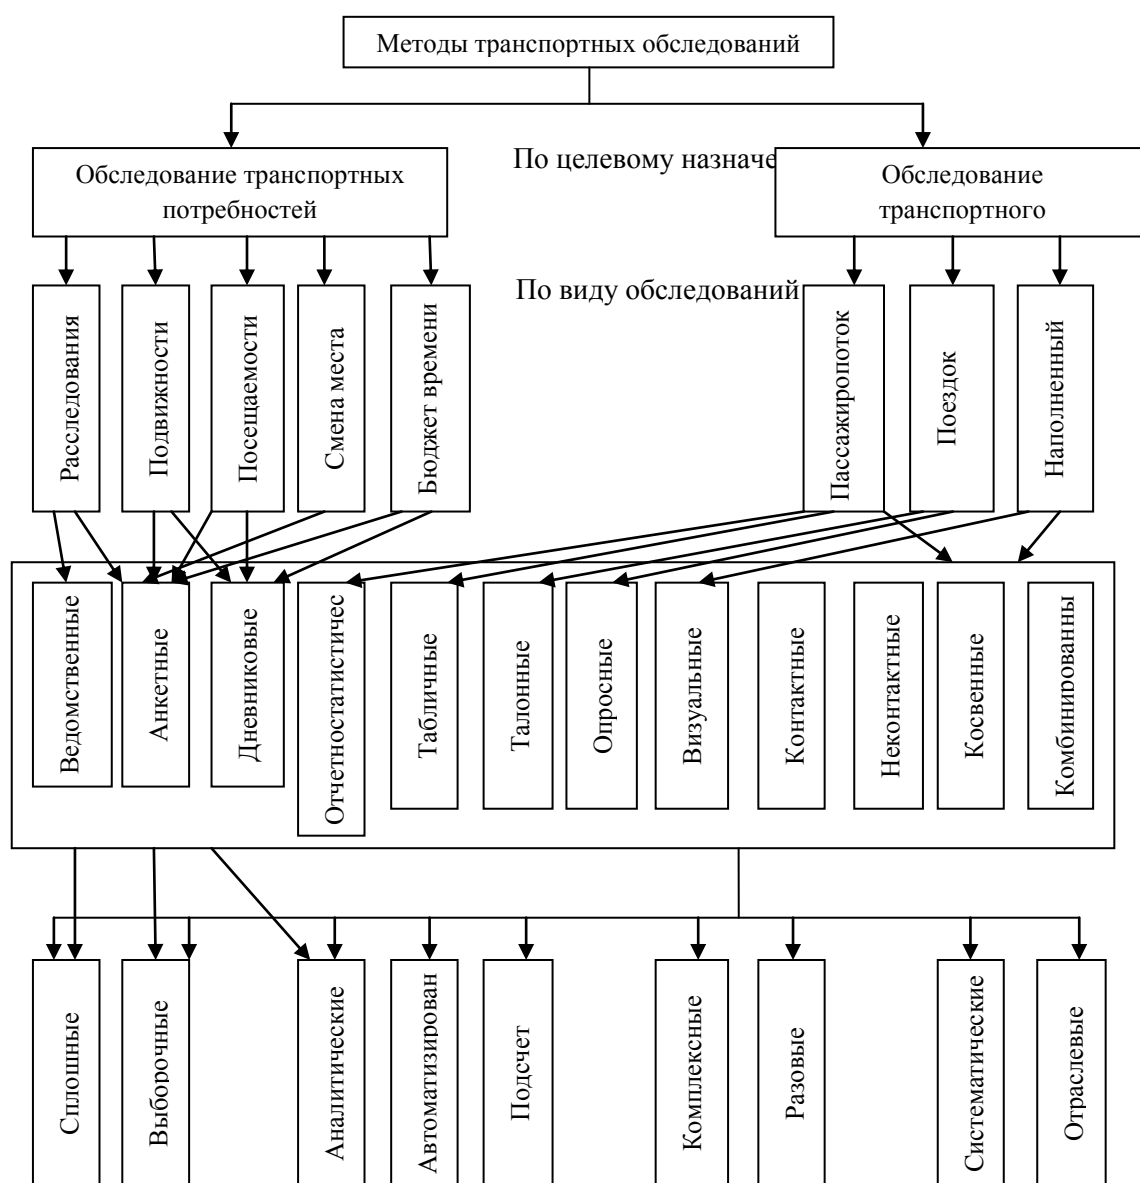 Методы транспортных обследований
По целевому назначе
Обследование транспортных
потребностей
Обследование
транспортного
По виду обследований
Расследования
Подвижности
Посещаемости
Смена места
Бюджет времени
Пассажиропоток
Поездок
Наполненный
Ведомственные
Анкетные
Дневниковые
Отчетностатистичес
Табличные
Талонные
Опросные
Визуальные
Контактные
Неконтактные
Косвенные
Комбинированны
Сплошные
Выборочные
Аналитические
Автоматизирован
Подсчет
Комплексные
Разовые
Систематические
Отраслевые